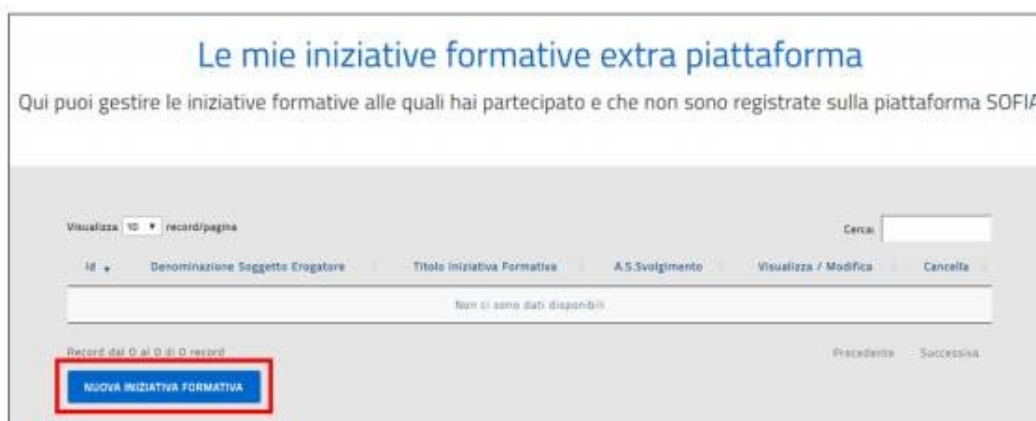 Le mie iniziative formative extra piattaforma
Qui puoi gestire le iniziative formative alle quali hai partecipato e che non sono registrate sulla piattaforma SOFIA
Visualizza 10 record/pagina Cerca:
Id Denominazione Soggetto Erogatore Titolo Iniziativa Formativa A.S.Svolgimento Visualizza / Modifica Cancella
Non ci sono dati disponibili
Record dal 0 al 0 di 0 record Precedente Successiva
NUOVA INIZIATIVA FORMATIVA